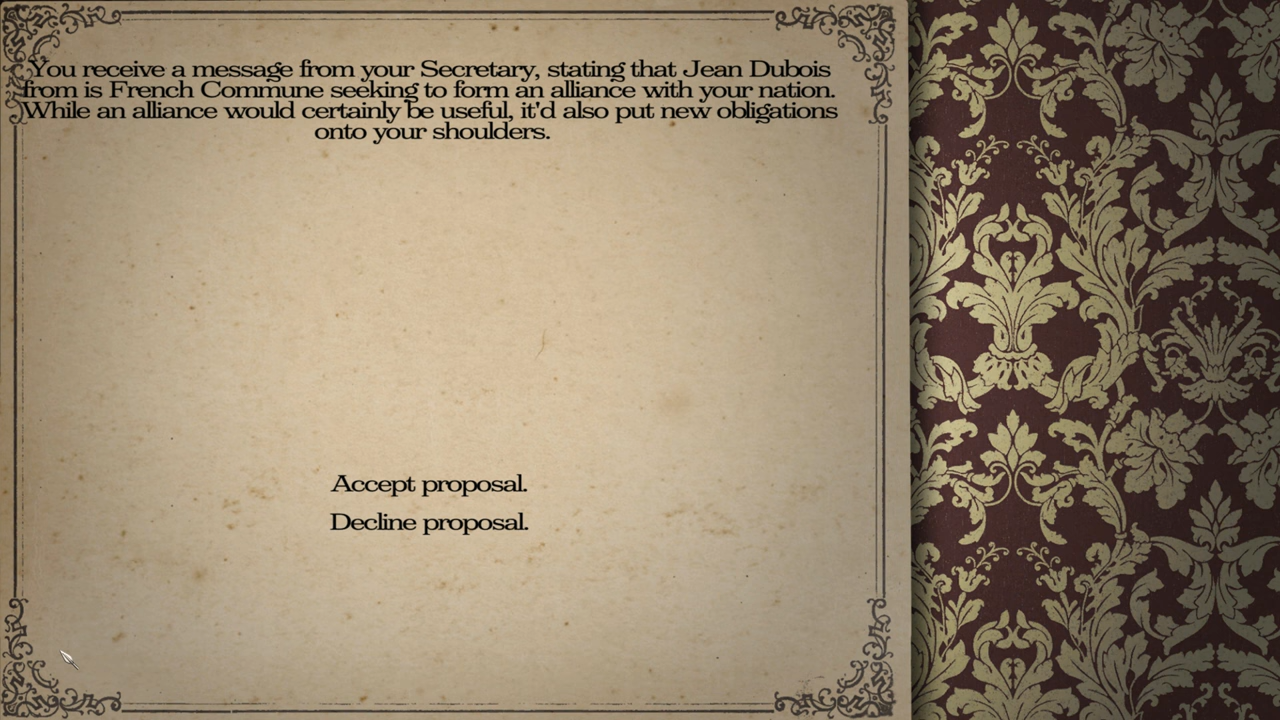 You receive a message from your Secretary, stating that Jean Dubois
from is French Commune seeking to form an alliance with your nation.
While an alliance would certainly be useful, it'd also put new obligations
onto your shoulders.
Accept proposal.
Decline proposal.